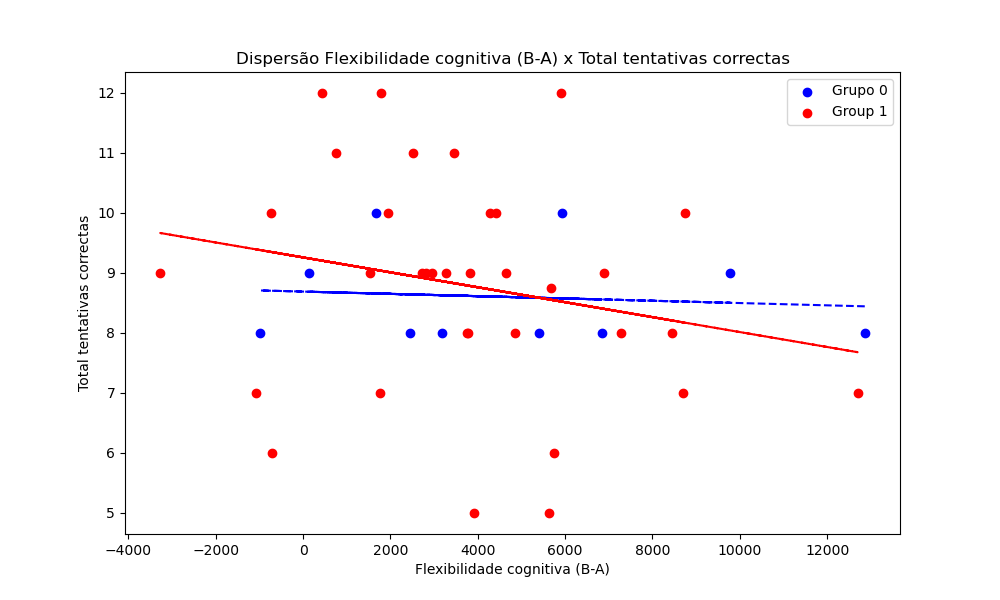 Dispersão Flexibilidade cognitiva (B-A) x Total tentativas correctas
Grupo 0
Group 1
Total tentativas correctas
12
11
10
9
8
7
6
5
−4000 −2000 0 2000 4000 6000 8000 10000 12000
Flexibilidade cognitiva (B-A)